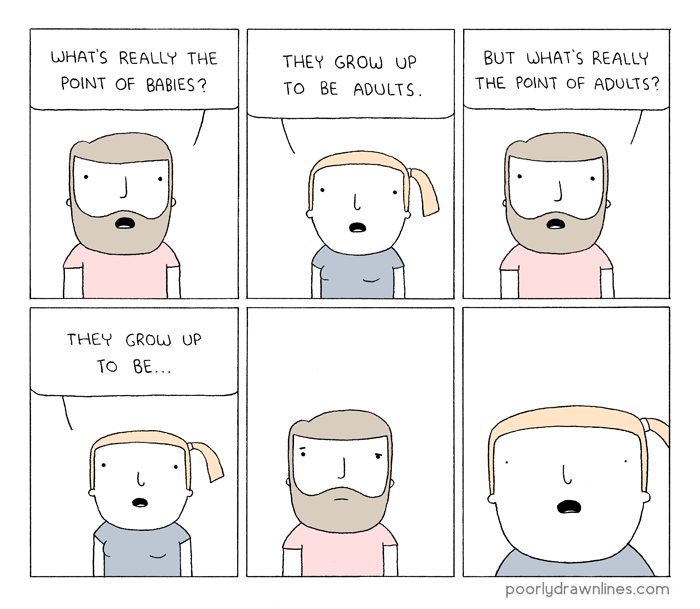 WHAT'S REALLY THE
POINT OF BABIES?
THEY GROW UP
TO BE ADULTS.
BUT WHAT'S REALLY
THE POINT OF ADULTS?
THEY GROW UP
TO BE...
poorlydrawnlines.com